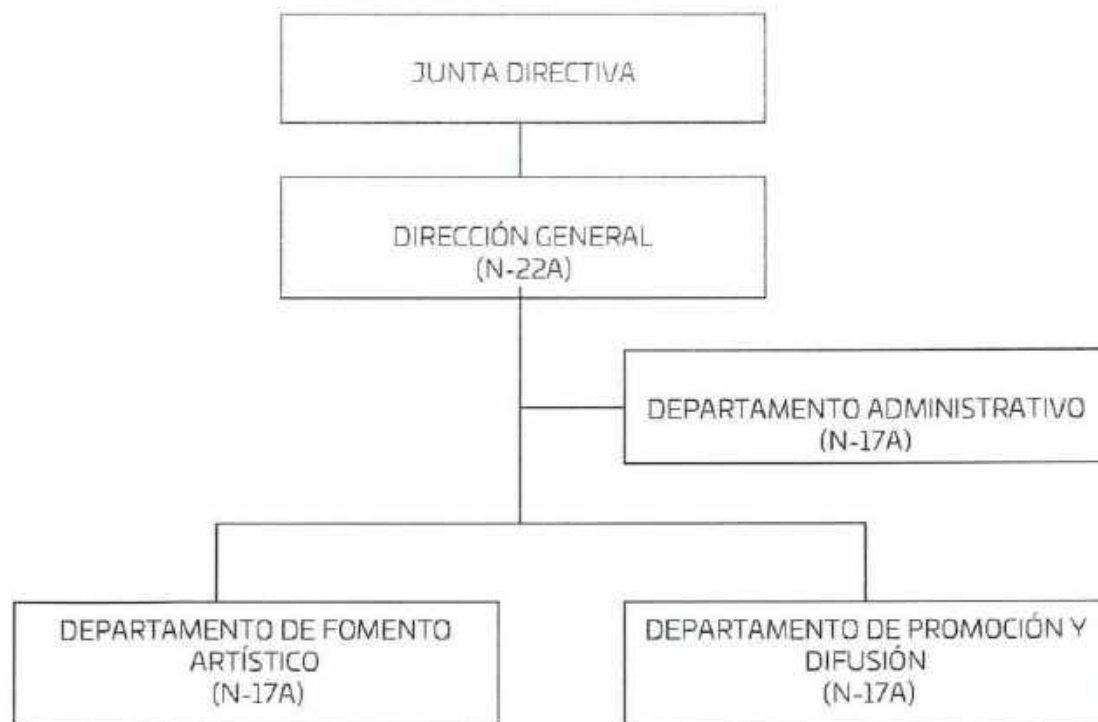 JUNTA DIRECTIVA
DIRECCIÓN GENERAL
(N-22A)
DEPARTAMENTO ADMINISTRATIVO
(N-17A)
DEPARTAMENTO DE FOMENTO
ARTÍSTICO
(N-17A)
DEPARTAMENTO DE PROMOCIÓN Y
DIFUSIÓN
(N-17A)